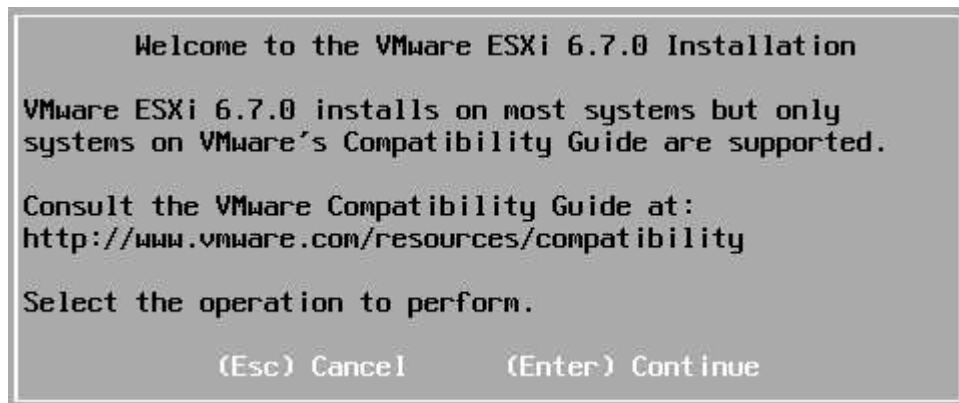 Welcome to the VMware ESXi 6.7.0 Installation
VMware ESXi 6.7.0 installs on most systems but only
systems on VMware's Compatibility Guide are supported.
Consult the VMware Compatibility Guide at:
http://www.vmware.com/resources/compatibility
Select the operation to perform.
(Esc) Cancel (Enter) Continue